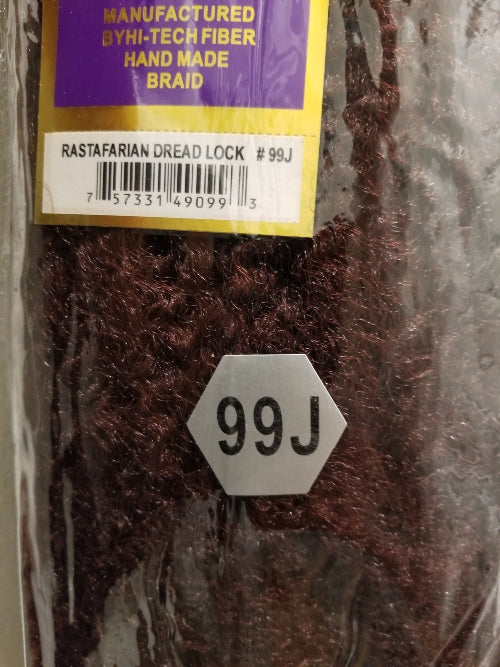 MANUFACTURED
BYHI-TECH FIBER
HAND MADE
BRAID
RASTAFARIAN DREAD LOCK # 99J
7 57331 49099 3
99J